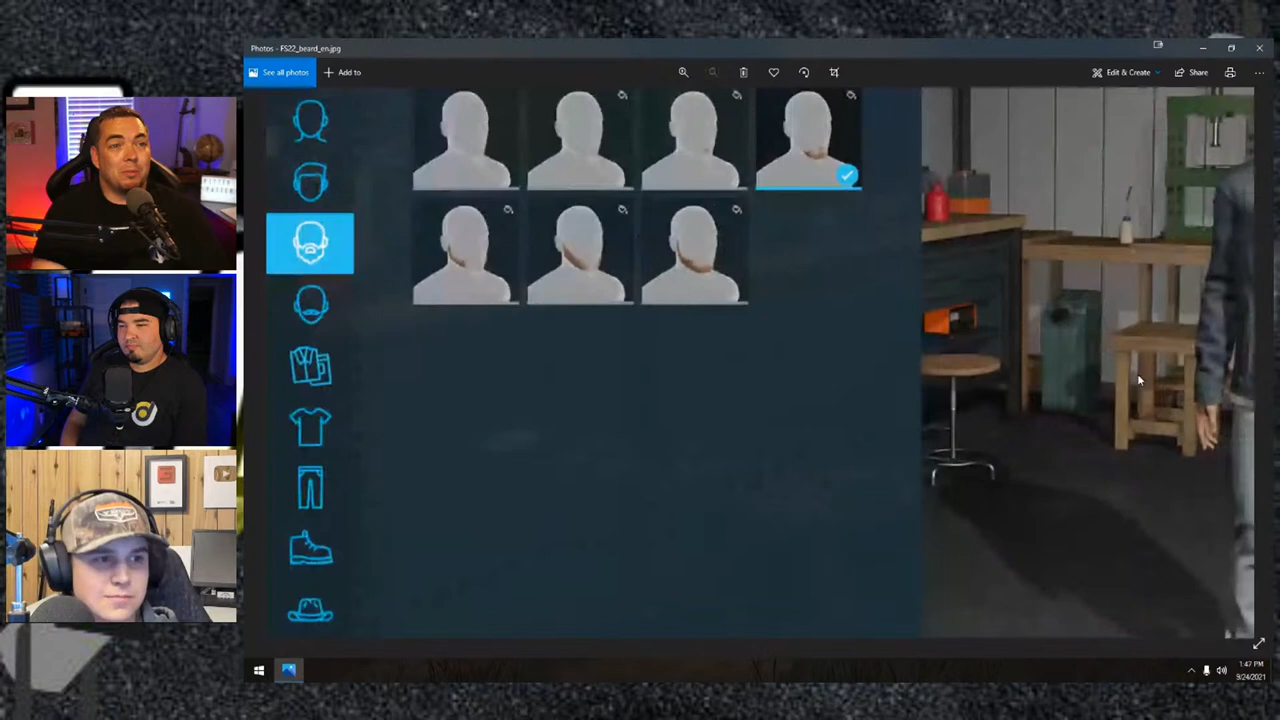 Photos - FS22_beard_en.jpg
See all photos
Add to
Edit & Create
Share
1:47 PM
9/24/2021